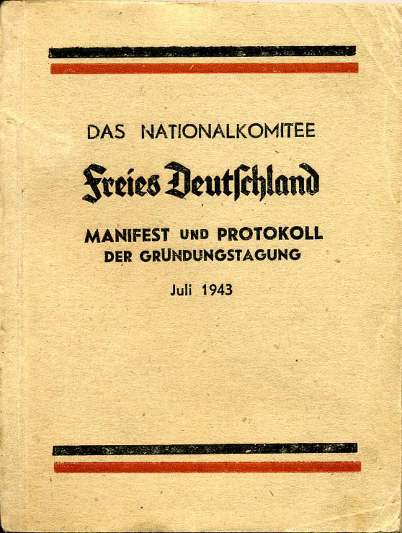 DAS NATIONALKOMITEE
Freies Deutſchland
MANIFEST UND PROTOKOLL
DER GRÜNDUNGSTAGUNG
Juli 1943